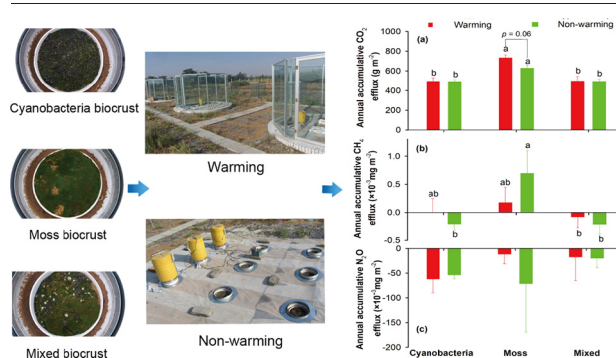 Cyanobacteria biocrust
Moss biocrust
Mixed biocrust
Warming
Non-warming
Warming Non-warming
Annual accumulative CO₂
efflux (g m⁻²)
1000
800
600
400
200
0
(a)
p = 0.06
b b a a b b
Annual accumulative CH₄
efflux (×10⁻³mg m⁻²)
1.0
0.5
0.0
-0.5
(b)
ab b ab a b b
Annual accumulative N₂O
efflux (×10⁻³mg m⁻²)
0
-50
-100
-150
(c)
Cyanobacteria Moss Mixed